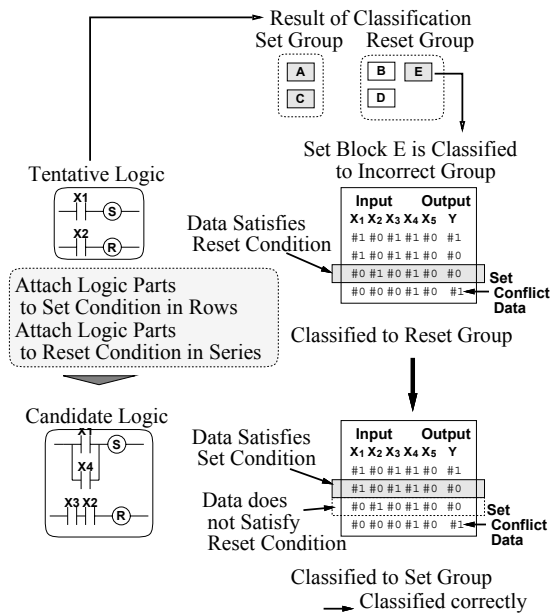 Result of Classification
Set Group Reset Group
A
B
E
C
D
Set Block E is Classified
to Incorrect Group
Tentative Logic
X1
S
X2
R
Input Output
X1 X2 X3 X4 X5 Y
#1 #0 #1 #1 #0 #1
#1 #0 #1 #1 #0 #0
#0 #1 #0 #1 #0 #0
#0 #0 #0 #1 #0 #1
Data Satisfies
Reset Condition
Set
Conflict
Data
Attach Logic Parts
to Set Condition in Rows
Attach Logic Parts
to Reset Condition in Series
Classified to Reset Group
Candidate Logic
X1
S
X4
X3 X2
R
Input Output
X1 X2 X3 X4 X5 Y
#1 #0 #1 #1 #0 #1
#1 #0 #1 #1 #0 #0
#0 #1 #0 #1 #0 #0
#0 #0 #0 #1 #0 #1
Data Satisfies
Set Condition
Data does
not Satisfy
Reset Condition
Set
Conflict
Data
Classified to Set Group
Classified correctly